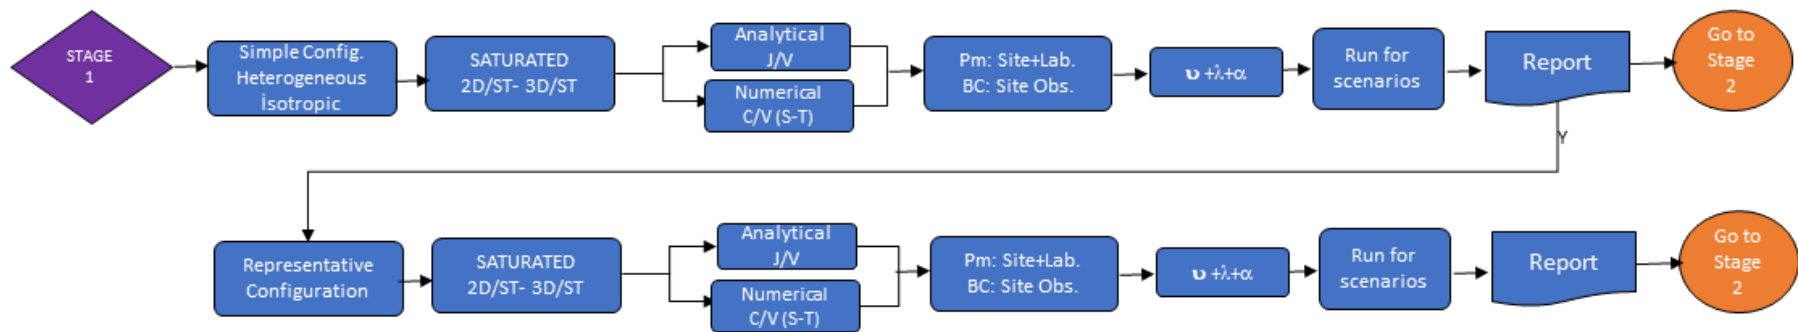 STAGE
1
Simple Config.
Heterogeneous
İsotropic
SATURATED
2D/ST- 3D/ST
Analytical
J/V
Numerical
C/V (S-T)
Pm: Site+Lab.
BC: Site Obs.
υ +λ+α
Run for
scenarios
Report
Go to
Stage
2
Y
Representative
Configuration
SATURATED
2D/ST- 3D/ST
Analytical
J/V
Numerical
C/V (S-T)
Pm: Site+Lab.
BC: Site Obs.
υ +λ+α
Run for
scenarios
Report
Go to
Stage
2